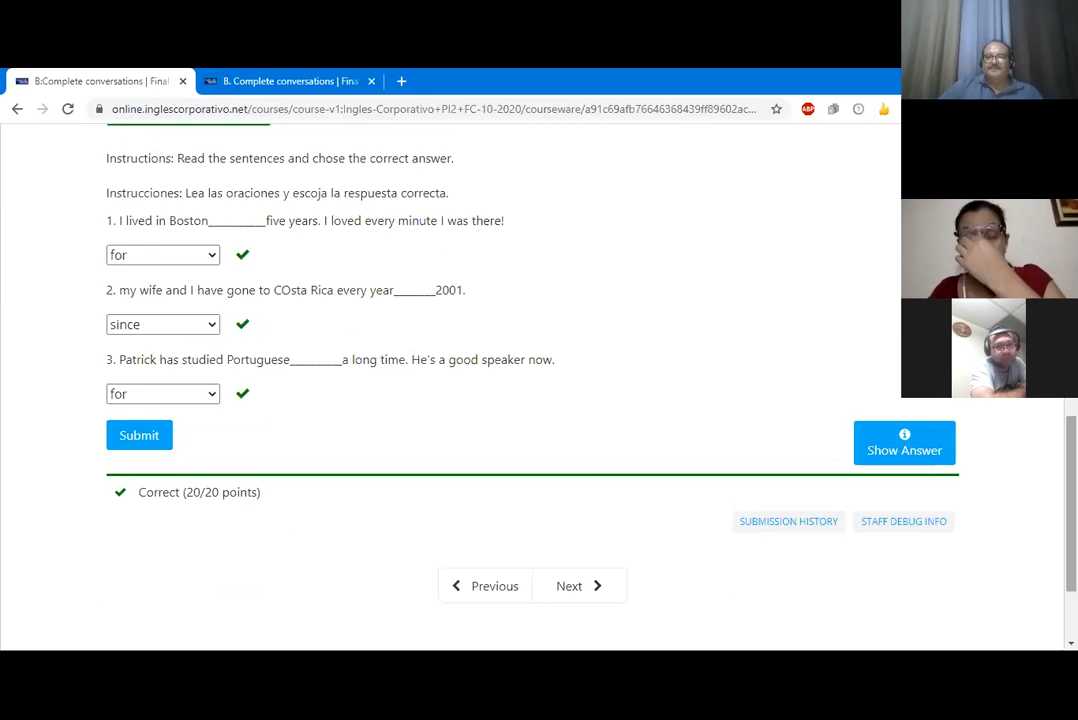 B:Complete conversations | Final
B. Complete conversations | Fina
online.inglescorporativo.net/courses/course-v1:Ingles-Corporativo+PI2+FC-10-2020/courseware/a91c69afb76646368439ff89602ac...
ABP
Instructions: Read the sentences and chose the correct answer.
Instrucciones: Lea las oraciones y escoja la respuesta correcta.
1. I lived in Boston__________five years. I loved every minute I was there!
for
2. my wife and I have gone to COsta Rica every year_______2001.
since
3. Patrick has studied Portuguese_________a long time. He's a good speaker now.
for
Submit
Show Answer
Correct (20/20 points)
SUBMISSION HISTORY
STAFF DEBUG INFO
Previous
Next